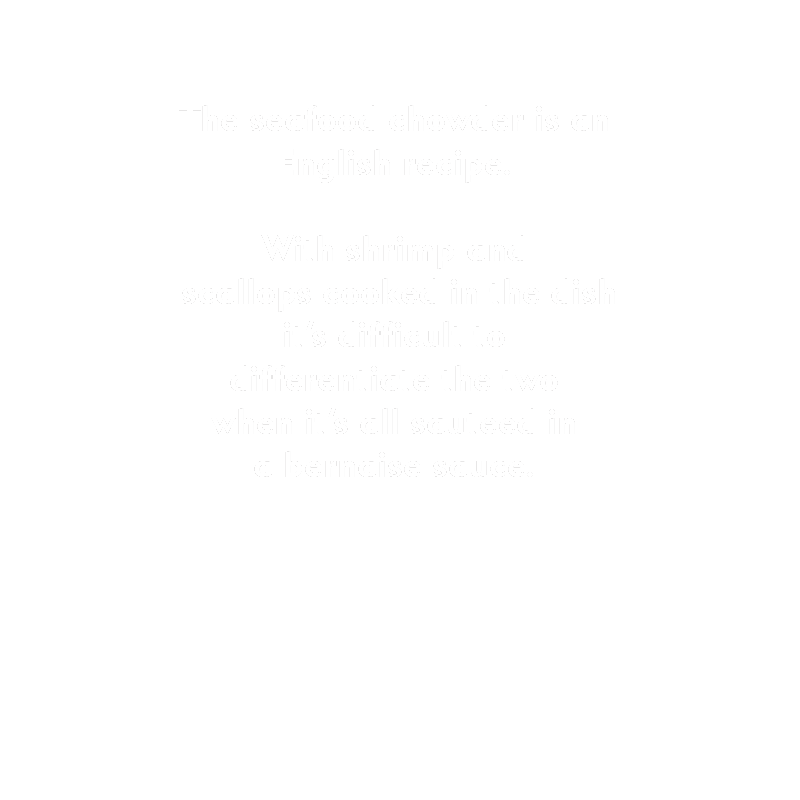 The seafood chowder is an
English recipe.
With shrimp and
scallops cooked in the dish
it's difficult to
differentiate the two
when it's all sauteed in
a bernaise sauce.